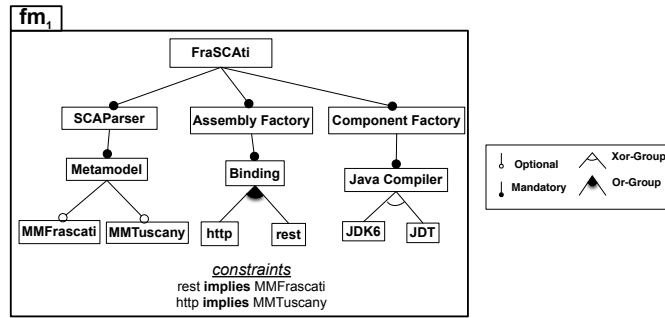 fm1
FraSCAti
SCAParser Assembly Factory Component Factory
Metamodel Binding Java Compiler
MMFrascati MMTuscany http rest JDK6 JDT
constraints
rest implies MMFrascati
http implies MMTuscany
Optional Xor-Group
Mandatory Or-Group